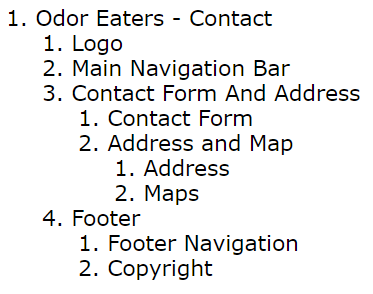 1. Odor Eaters - Contact
1. Logo
2. Main Navigation Bar
3. Contact Form And Address
1. Contact Form
2. Address and Map
1. Address
2. Maps
4. Footer
1. Footer Navigation
2. Copyright